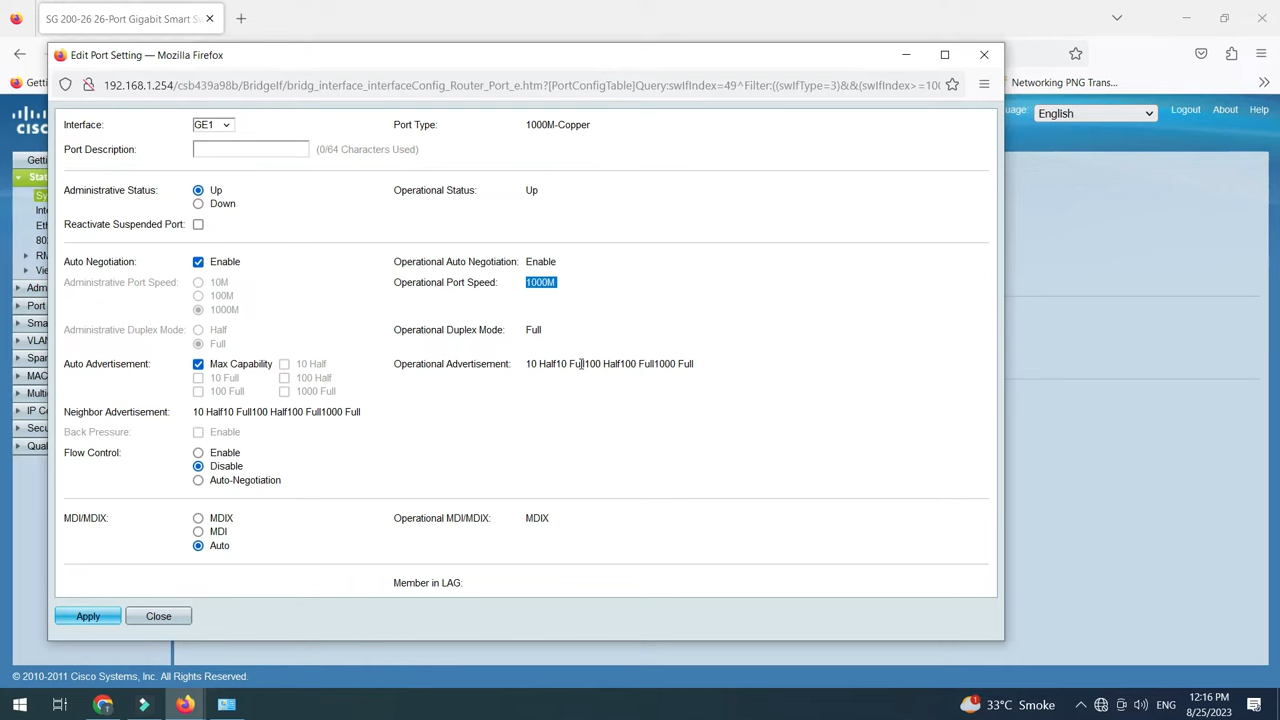 SG 200-26 26-Port Gigabit Smart Sw
Edit Port Setting — Mozilla Firefox
192.168.1.254/csb439a98b/BridgeIf/bridg_interface_interfaceConfig_Router_Port_e.htm?[PortConfigTable]Query:swIfIndex=49^Filter:((swIfType=3)&&(swIfIndex>=100
Networking PNG Trans...
Interface: GE1 Port Type: 1000M-Copper
Port Description: (0/64 Characters Used)
Administrative Status: Up Operational Status: Up
Down
Reactivate Suspended Port:
Auto Negotiation: Enable Operational Auto Negotiation: Enable
Administrative Port Speed: 10M Operational Port Speed: 1000M
100M
1000M
Administrative Duplex Mode: Half Operational Duplex Mode: Full
Full
Auto Advertisement: Max Capability 10 Half Operational Advertisement: 10 Half10 Full100 Half100 Full1000 Full
10 Full 100 Half
100 Full 1000 Full
Neighbor Advertisement: 10 Half10 Full100 Half100 Full1000 Full
Back Pressure: Enable
Flow Control: Enable
Disable
Auto-Negotiation
MDI/MDIX: MDIX Operational MDI/MDIX: MDIX
MDI
Auto
Member in LAG:
Apply Close
English Logout About Help
© 2010-2011 Cisco Systems, Inc. All Rights Reserved.
33°C Smoke ENG 12:16 PM
8/25/2023